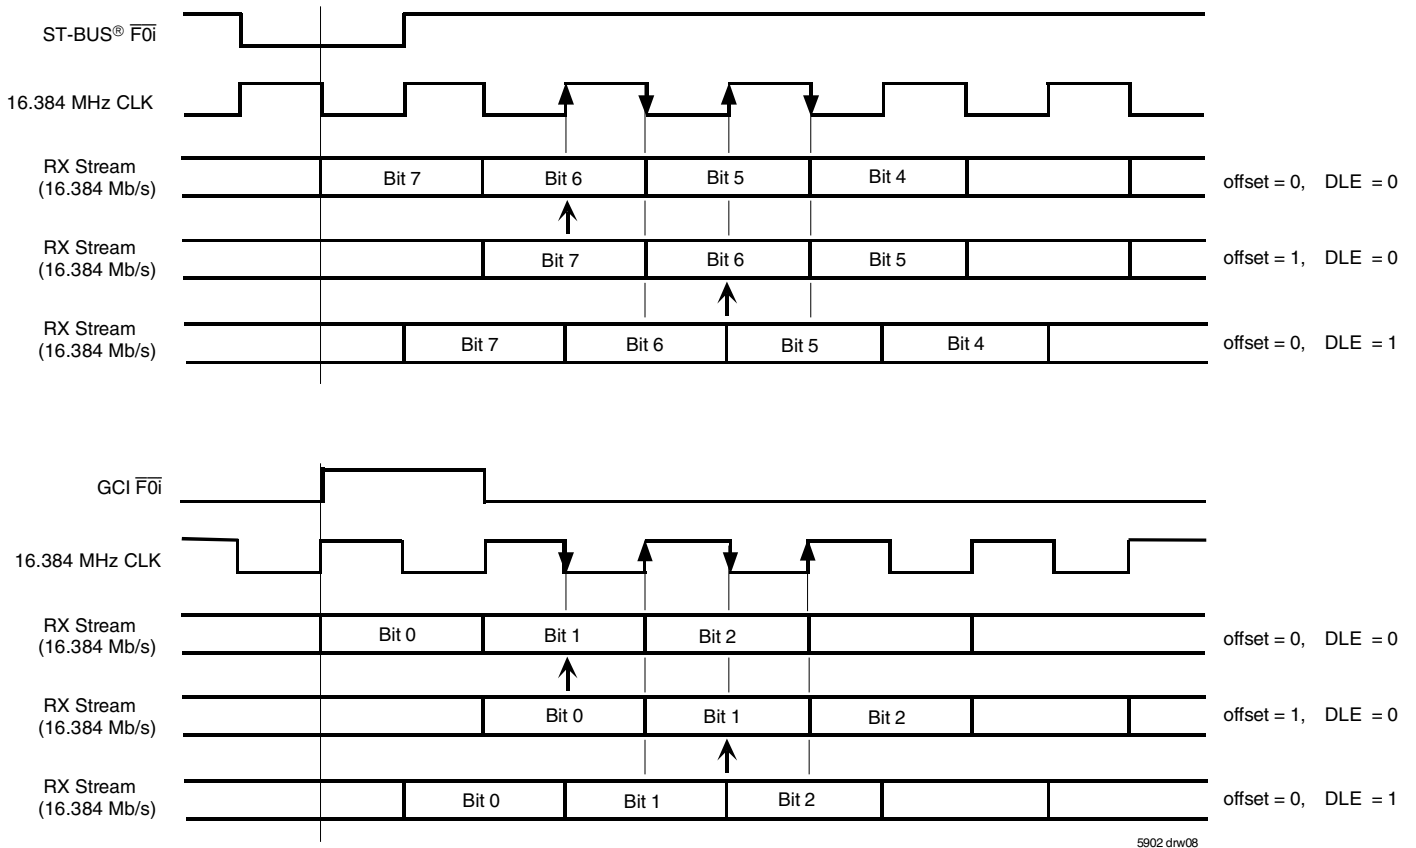 ST-BUS® F0i
16.384 MHz CLK
RX Stream
(16.384 Mb/s)
Bit 7 Bit 6 Bit 5 Bit 4
offset = 0, DLE = 0
RX Stream
(16.384 Mb/s)
Bit 7 Bit 6 Bit 5
offset = 1, DLE = 0
RX Stream
(16.384 Mb/s)
Bit 7 Bit 6 Bit 5 Bit 4
offset = 0, DLE = 1
GCI F0i
16.384 MHz CLK
RX Stream
(16.384 Mb/s)
Bit 0 Bit 1 Bit 2
offset = 0, DLE = 0
RX Stream
(16.384 Mb/s)
Bit 0 Bit 1 Bit 2
offset = 1, DLE = 0
RX Stream
(16.384 Mb/s)
Bit 0 Bit 1 Bit 2
offset = 0, DLE = 1
5902 drw08